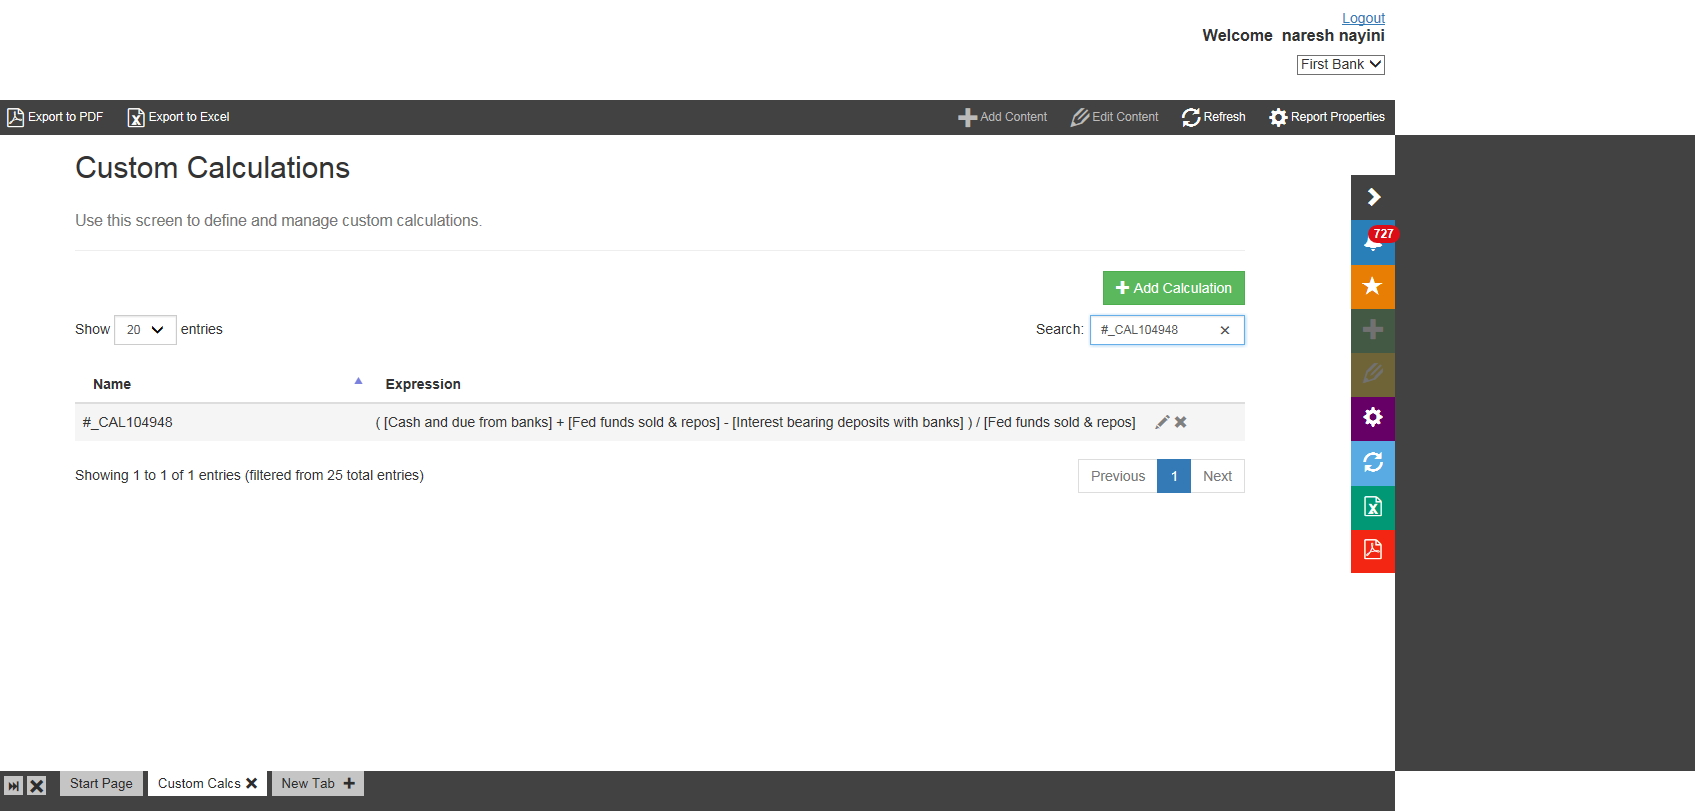 Logout
Welcome  naresh nayini
First Bank
Export to PDF
Export to Excel
Add Content
Edit Content
Refresh
Report Properties
Custom Calculations
Use this screen to define and manage custom calculations.
727
Add Calculation
Show 20 entries
Search: #_CAL104948
Name
Expression
#_CAL104948
( [Cash and due from banks] + [Fed funds sold & repos] - [Interest bearing deposits with banks] ) / [Fed funds sold & repos]
Showing 1 to 1 of 1 entries (filtered from 25 total entries)
Previous
1
Next
Start Page
Custom Calcs
New Tab